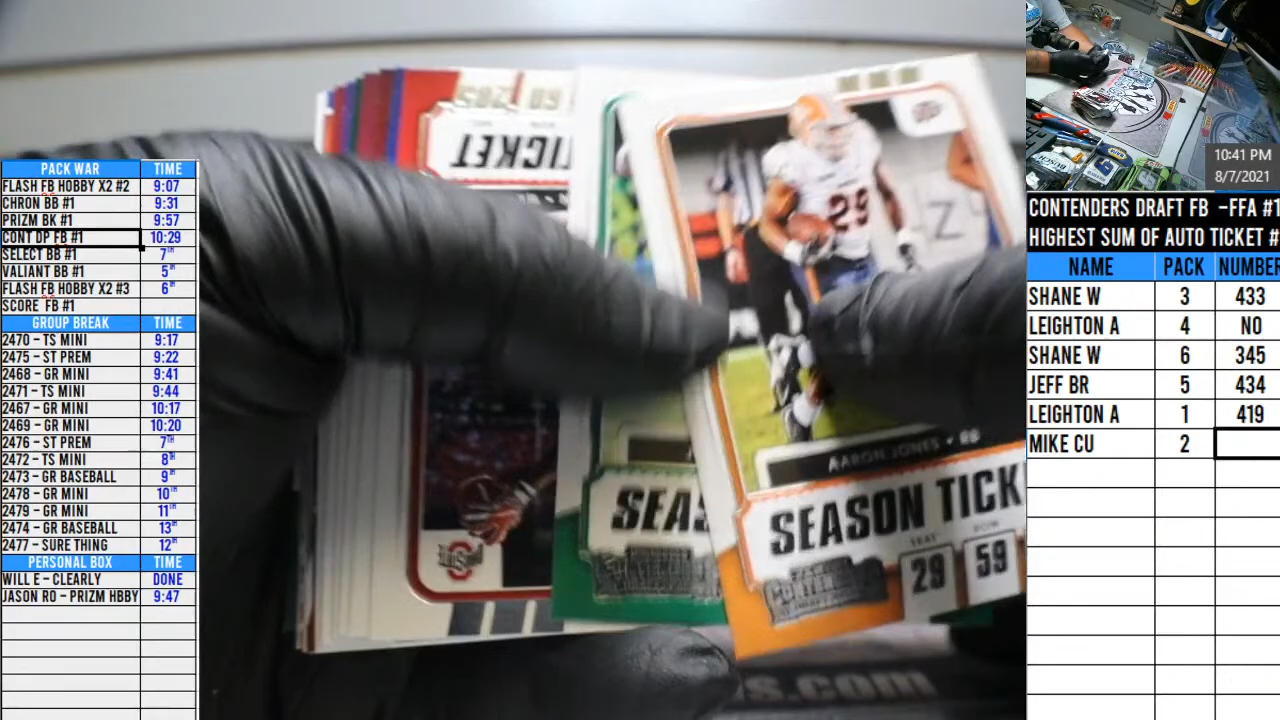 PACK WAR TIME
FLASH FB HOBBY X2 #2 9:07
CHRON BB #1 9:31
PRIZM BK #1 9:57
CONT DP FB #1 10:29
SELECT BB #1 7TH
VALIANT BB #1 5TH
FLASH FB HOBBY X2 #3 6TH
SCORE FB #1
GROUP BREAK TIME
2470 – TS MINI 9:17
2475 – ST PREM 9:22
2468 – GR MINI 9:41
2471 – TS MINI 9:44
2467 – GR MINI 10:17
2469 – GR MINI 10:20
2476 – ST PREM 7TH
2472 – TS MINI 8TH
2473 – GR BASEBALL 9TH
2478 – GR MINI 10TH
2479 – GR MINI 11TH
2474 – GR BASEBALL 13TH
2477 – SURE THING 12TH
PERSONAL BOX TIME
WILL E – CLEARLY DONE
JASON RO – PRIZM HBBY 9:47
TICKET
29
AARON JONES • RB
SEASON TICK
SEAT ROW
29 59
CONTENDERS
SEAS
.com
10:41 PM
8/7/2021
CONTENDERS DRAFT FB –FFA #1
HIGHEST SUM OF AUTO TICKET #
NAME PACK NUMBER
SHANE W 3 433
LEIGHTON A 4 NO
SHANE W 6 345
JEFF BR 5 434
LEIGHTON A 1 419
MIKE CU 2